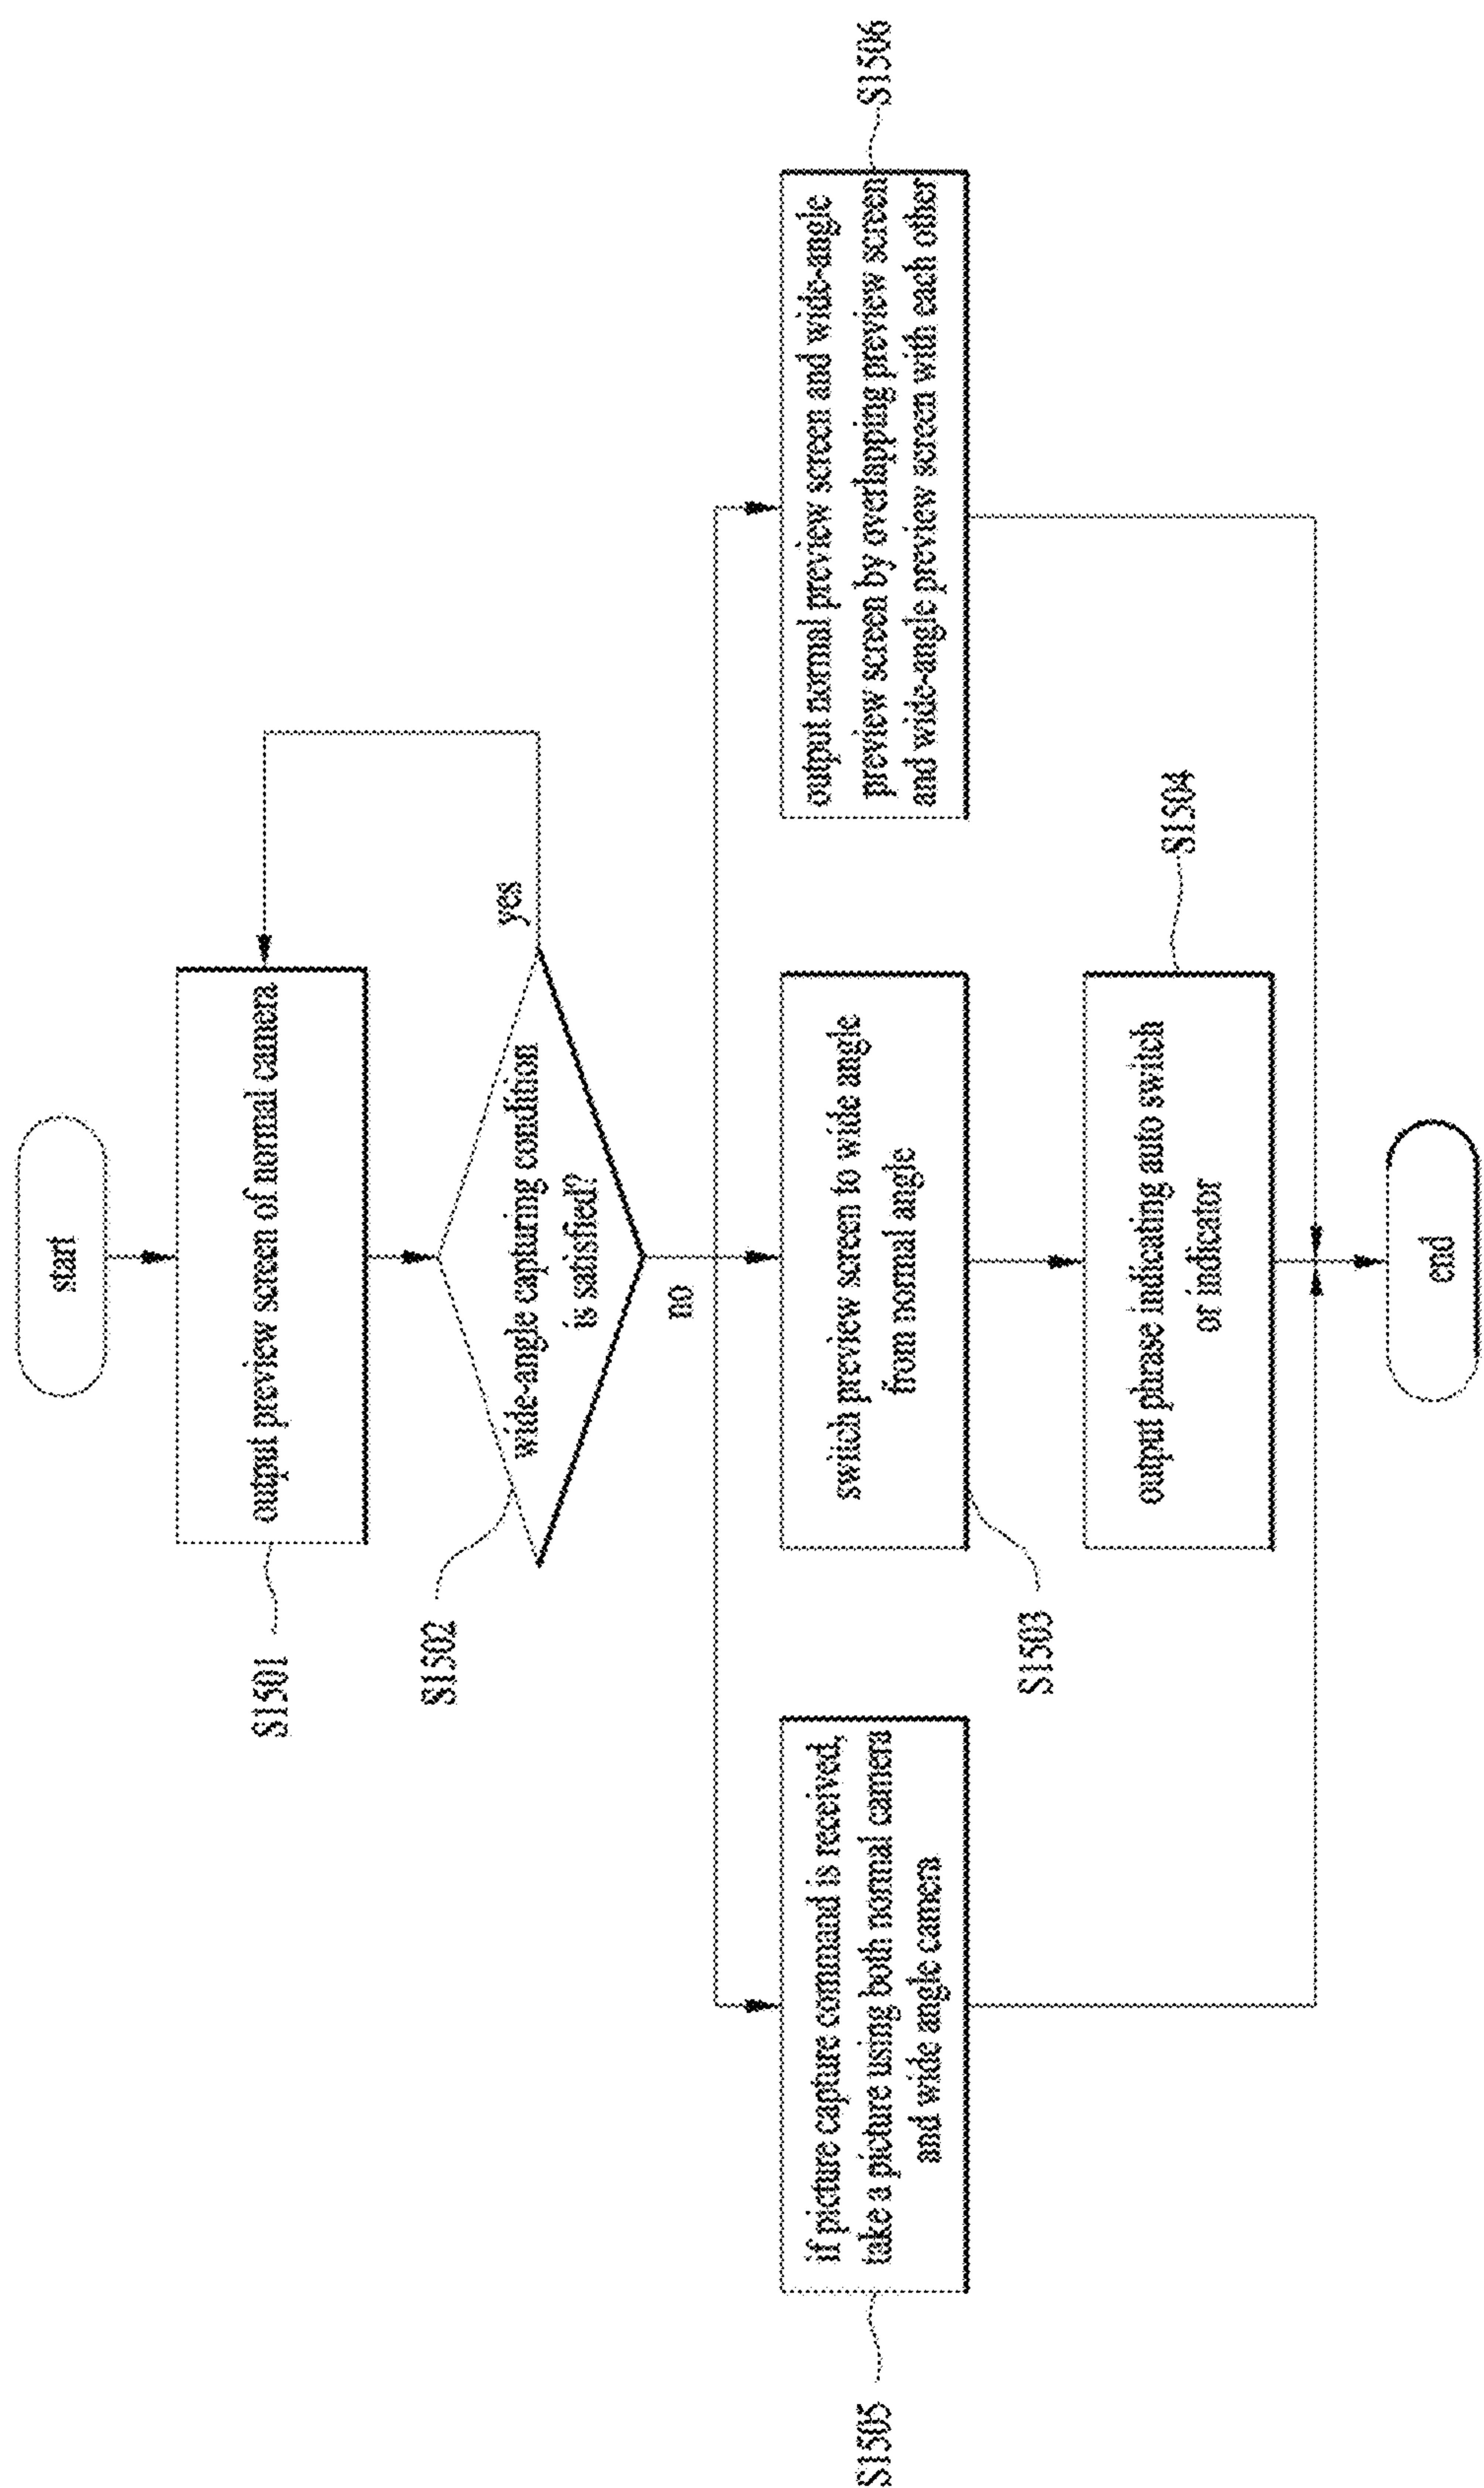 start
output preview screen of normal camera
S1501
wide-angle capturing condition
is satisfied?
S1502
yes
no
if picture capture command is received,
take a picture using both normal camera
and wide angle camera
S1505
switch preview screen to wide angle
from normal angle
S1503
output normal preview screen and wide-angle
preview screen by overlapping preview screen
and wide-angle preview screen with each other
S1506
output phrase indicating auto switch
or indicator
S1504
end